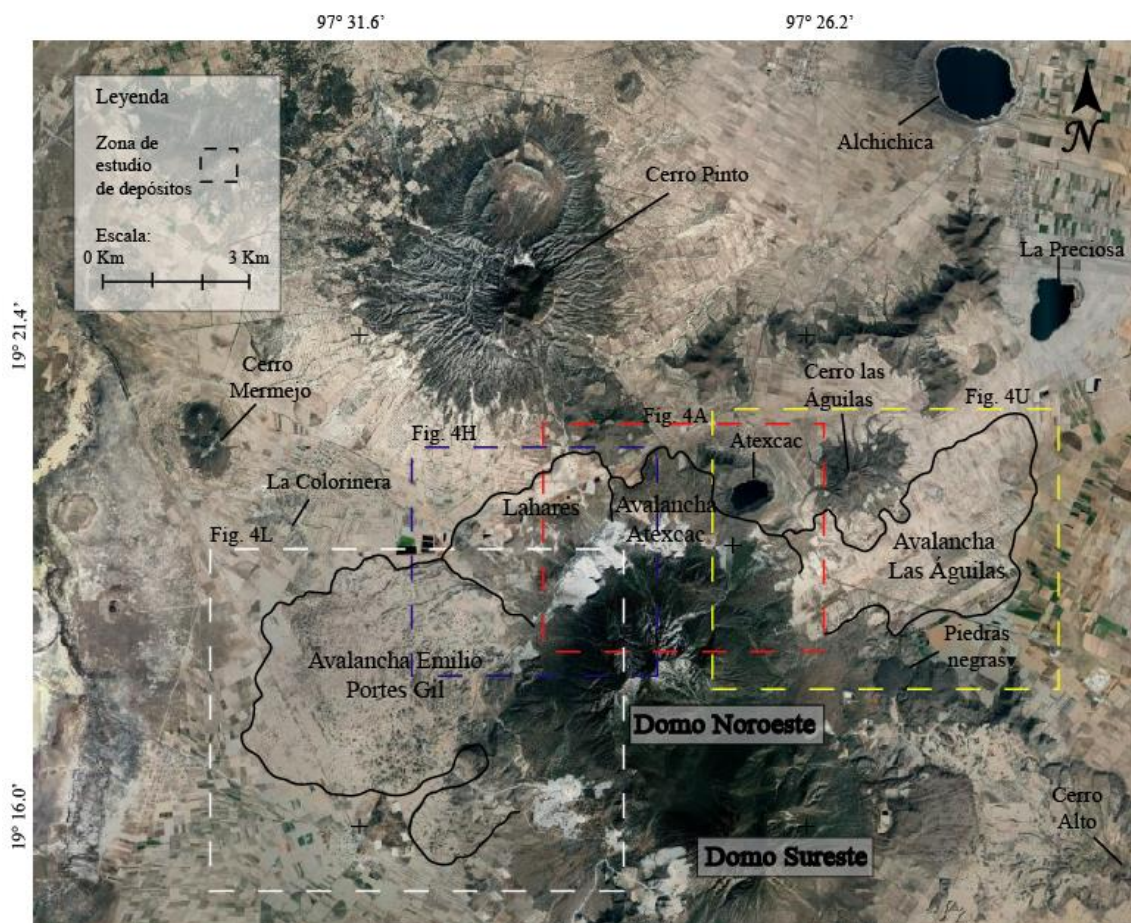 97° 31.6’
97° 26.2’
Leyenda
Zona de
estudio
de depósitos
Escala:
0 Km
3 Km
N
Alchichica
Cerro Pinto
La Preciosa
19° 21.4’
Cerro
Mermejo
Cerro las
Águilas
Fig. 4U
Fig. 4A
Fig. 4H
Atexcac
La Colorinera
Lahares
Avalancha
Atexcac
Fig. 4L
Avalancha
Las Águilas
Avalancha Emilio
Portes Gil
Piedras
negras
Domo Noroeste
19° 16.0’
Cerro
Alto
Domo Sureste